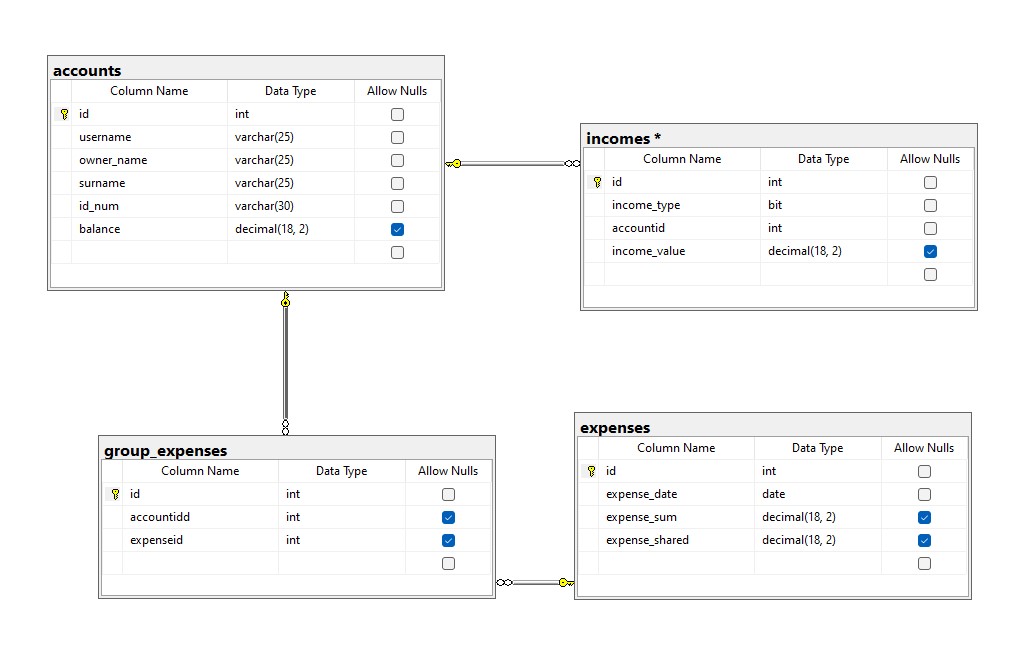 accounts
Column Name Data Type Allow Nulls
id int
username varchar(25)
owner_name varchar(25)
surname varchar(25)
id_num varchar(30)
balance decimal(18, 2)
incomes *
Column Name Data Type Allow Nulls
id int
income_type bit
accountid int
income_value decimal(18, 2)
group_expenses
Column Name Data Type Allow Nulls
id int
accountidd int
expenseid int
expenses
Column Name Data Type Allow Nulls
id int
expense_date date
expense_sum decimal(18, 2)
expense_shared decimal(18, 2)